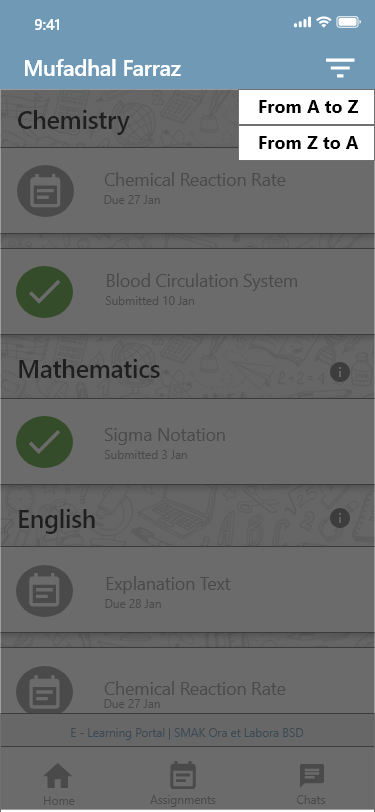 9:41
Mufadhal Farraz
From A to Z
From Z to A
Chemistry
Chemical Reaction Rate
Due 27 Jan
Blood Circulation System
Submitted 10 Jan
Mathematics
Sigma Notation
Submitted 3 Jan
English
Explanation Text
Due 28 Jan
Chemical Reaction Rate
Due 27 Jan
E - Learning Portal | SMAK Ora et Labora BSD
Home Assignments Chats